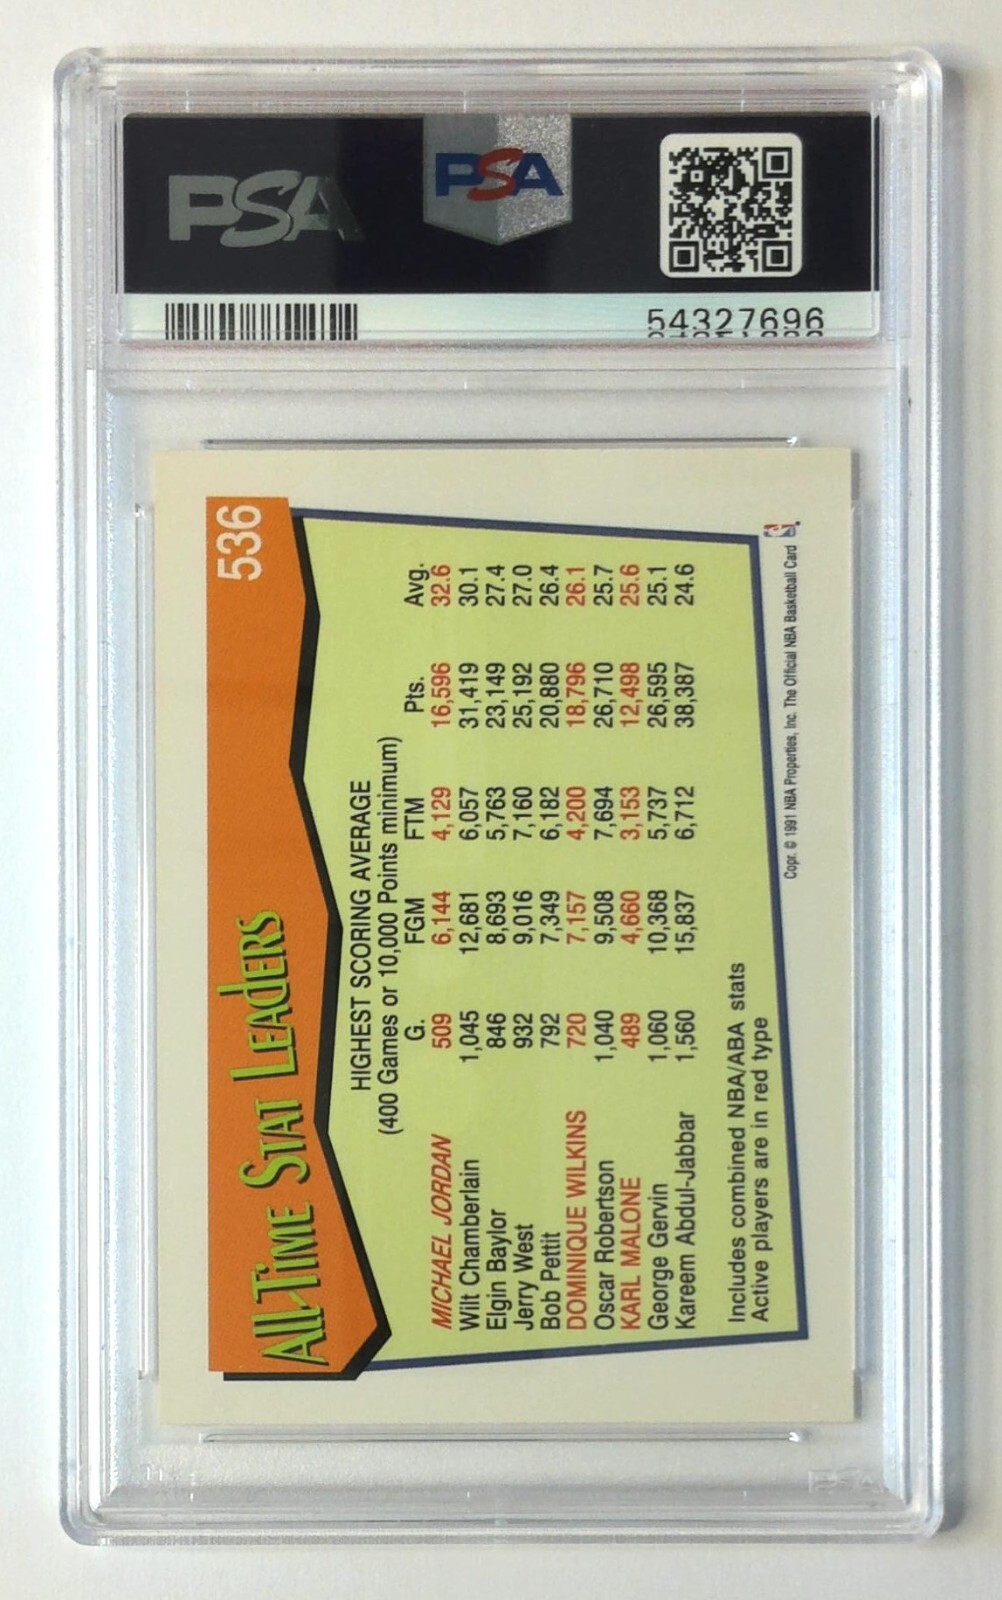 PSA PSA
54327696
All-Time Stat Leaders 536
HIGHEST SCORING AVERAGE
(400 Games or 10,000 Points minimum)
G. FGM FTM Pts. Avg.
MICHAEL JORDAN 509 6,144 4,129 16,596 32.6
Wilt Chamberlain 1,045 12,681 6,057 31,419 30.1
Elgin Baylor 846 8,693 5,763 23,149 27.4
Jerry West 932 9,016 7,160 25,192 27.0
Bob Pettit 792 7,349 6,182 20,880 26.4
DOMINIQUE WILKINS 720 7,157 4,200 18,796 26.1
Oscar Robertson 1,040 9,508 7,694 26,710 25.7
KARL MALONE 489 4,660 3,153 12,498 25.6
George Gervin 1,060 10,368 5,737 26,595 25.1
Kareem Abdul-Jabbar 1,560 15,837 6,712 38,387 24.6
Includes combined NBA/ABA stats
Active players are in red type
Copr. © 1991 NBA Properties, Inc. The Official NBA Basketball Card